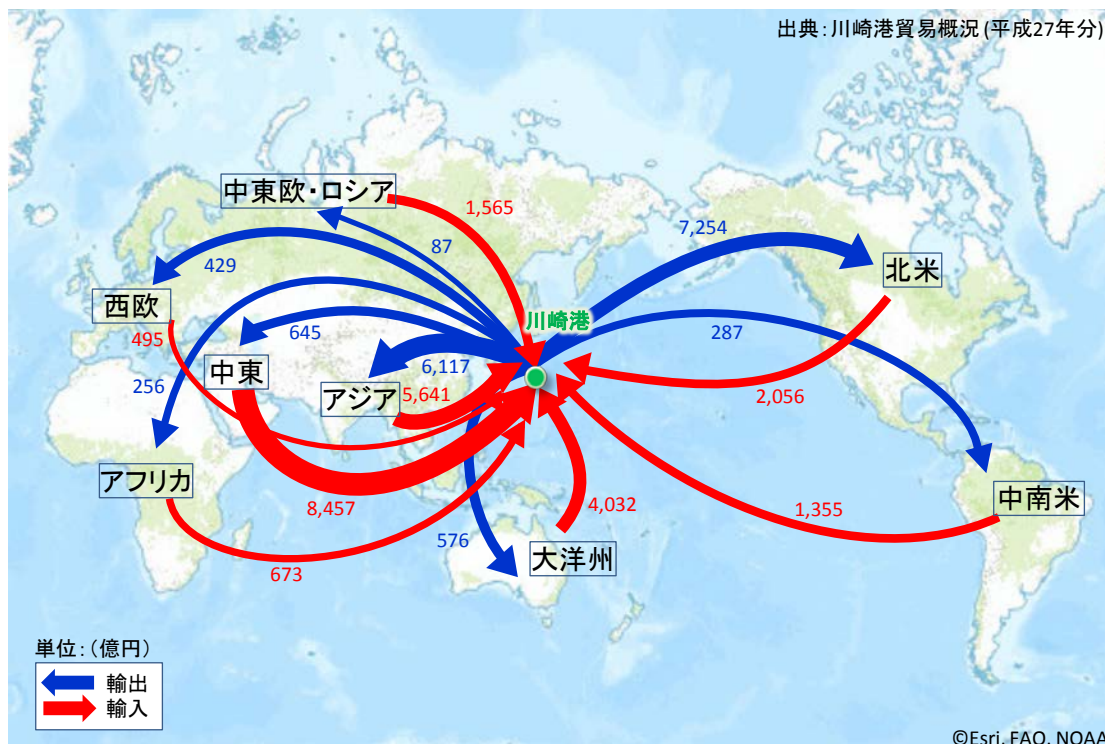 出典:川崎港貿易概況(平成27年分)
中東欧・ロシア
1,565
7,254
87
429
北米
西欧
川崎港
495
645
287
中東
6,117
256
アジア
5,641
2,056
アフリカ
中南米
8,457
4,032
1,355
576
大洋州
673
単位:(億円)
輸出
輸入
©Esri, FAO, NOAA